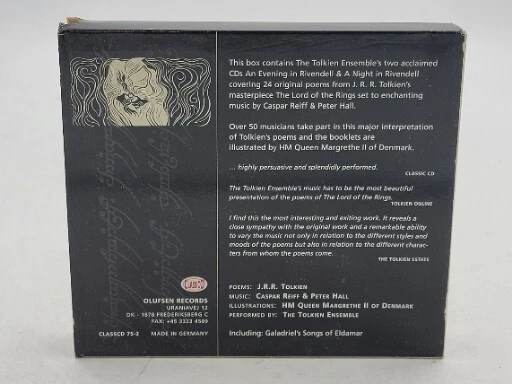 This box contains The Tolkien Ensemble's two acclaimed
CDs An Evening in Rivendell & A Night in Rivendell
covering 24 original poems from J. R. R. Tolkien's
masterpiece The Lord of the Rings set to enchanting
music by Caspar Reiff & Peter Hall.
Over 50 musicians take part in this major interpretation
of Tolkien's poems and the booklets are
illustrated by HM Queen Margrethe II of Denmark.
... highly persuasive and splendidly performed.
CLASSIC CD
The Tolkien Ensemble's music has to be the most beautiful
presentation of the poems of The Lord of the Rings.
TOLKIEN ONLINE
I find this the most interesting and exiting work. It reveals a
close sympathy with the original work and a remarkable ability
to vary the music not only in relation to the different styles and
moods of the poems but also in relation to the different charac-
ters from whom the poems come.
THE TOLKIEN ESTATE
POEMS: J.R.R. TOLKIEN
MUSIC: CASPAR REIFF & PETER HALL
ILLUSTRATIONS: HM QUEEN MARGRETHE II OF DENMARK
PERFORMED BY: THE TOLKIEN ENSEMBLE
Including: Galadriel's Songs of Eldamar
CLASSCO
OLUFSEN RECORDS
URANIAVEJ 12
DK - 1878 FREDERIKSBERG C
FAX: +45 3323 4509
CLASSCD 75-2 MADE IN GERMANY